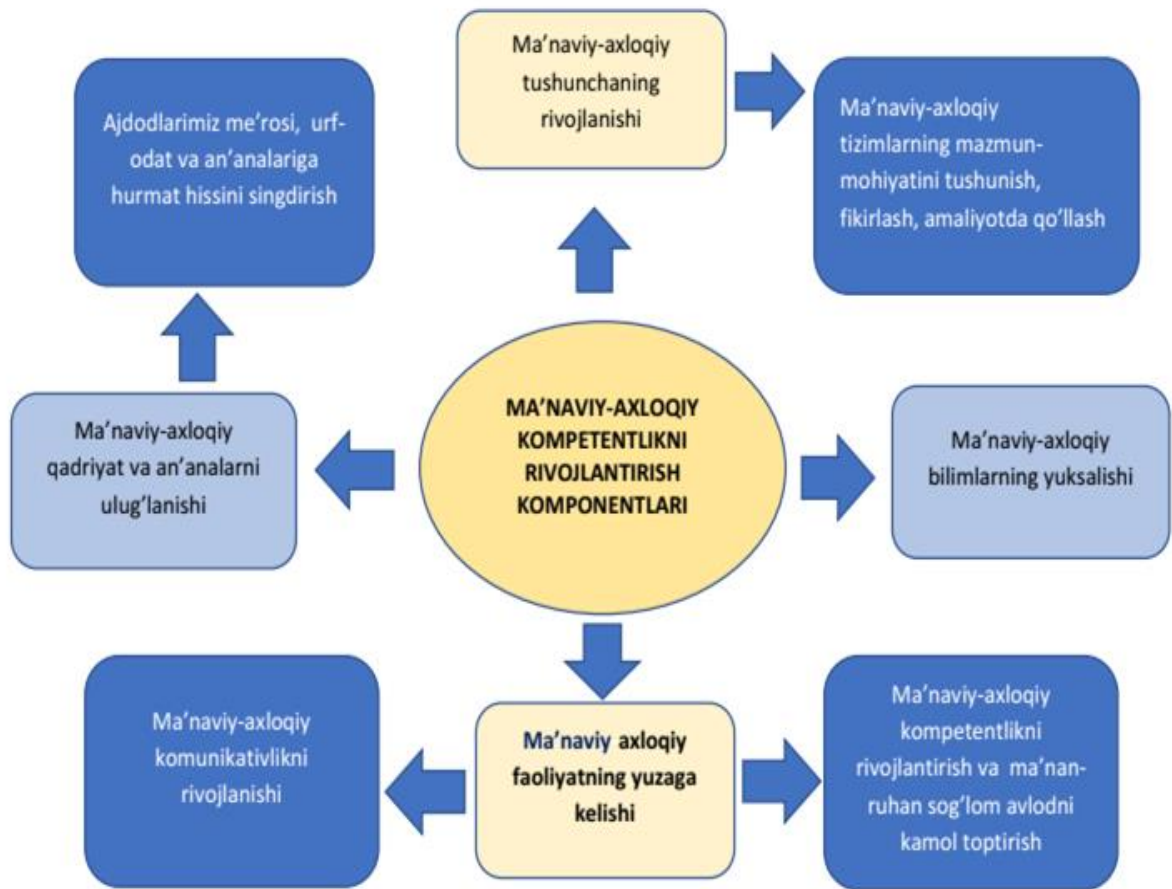 Ma’naviy-axloqiy
tushunchaning
rivojlanishi
Ajdodlarimiz me’rosi, urf-
odat va an’analariga
hurmat hissini singdirish
Ma’naviy-axloqiy
tizimlarning mazmun-
mohiyatini tushunish,
fikirlash, amaliyotda qo’llash
Ma’naviy-axloqiy
qadriyat va an’analarni
ulug’lanishi
MA’NAVIY-AXLOQIY
KOMPETENTLIKNI
RIVOJLANTIRISH
KOMPONENTLARI
Ma’naviy-axloqiy
bilimlarning yuksalishi
Ma’naviy-axloqiy
komunikativlikni
rivojlanishi
Ma’naviy axloqiy
faoliyatning yuzaga
kelishi
Ma’naviy-axloqiy
kompetentlikni
rivojlantirish va ma’nan-
ruhan sog’lom avlodni
kamol toptirish